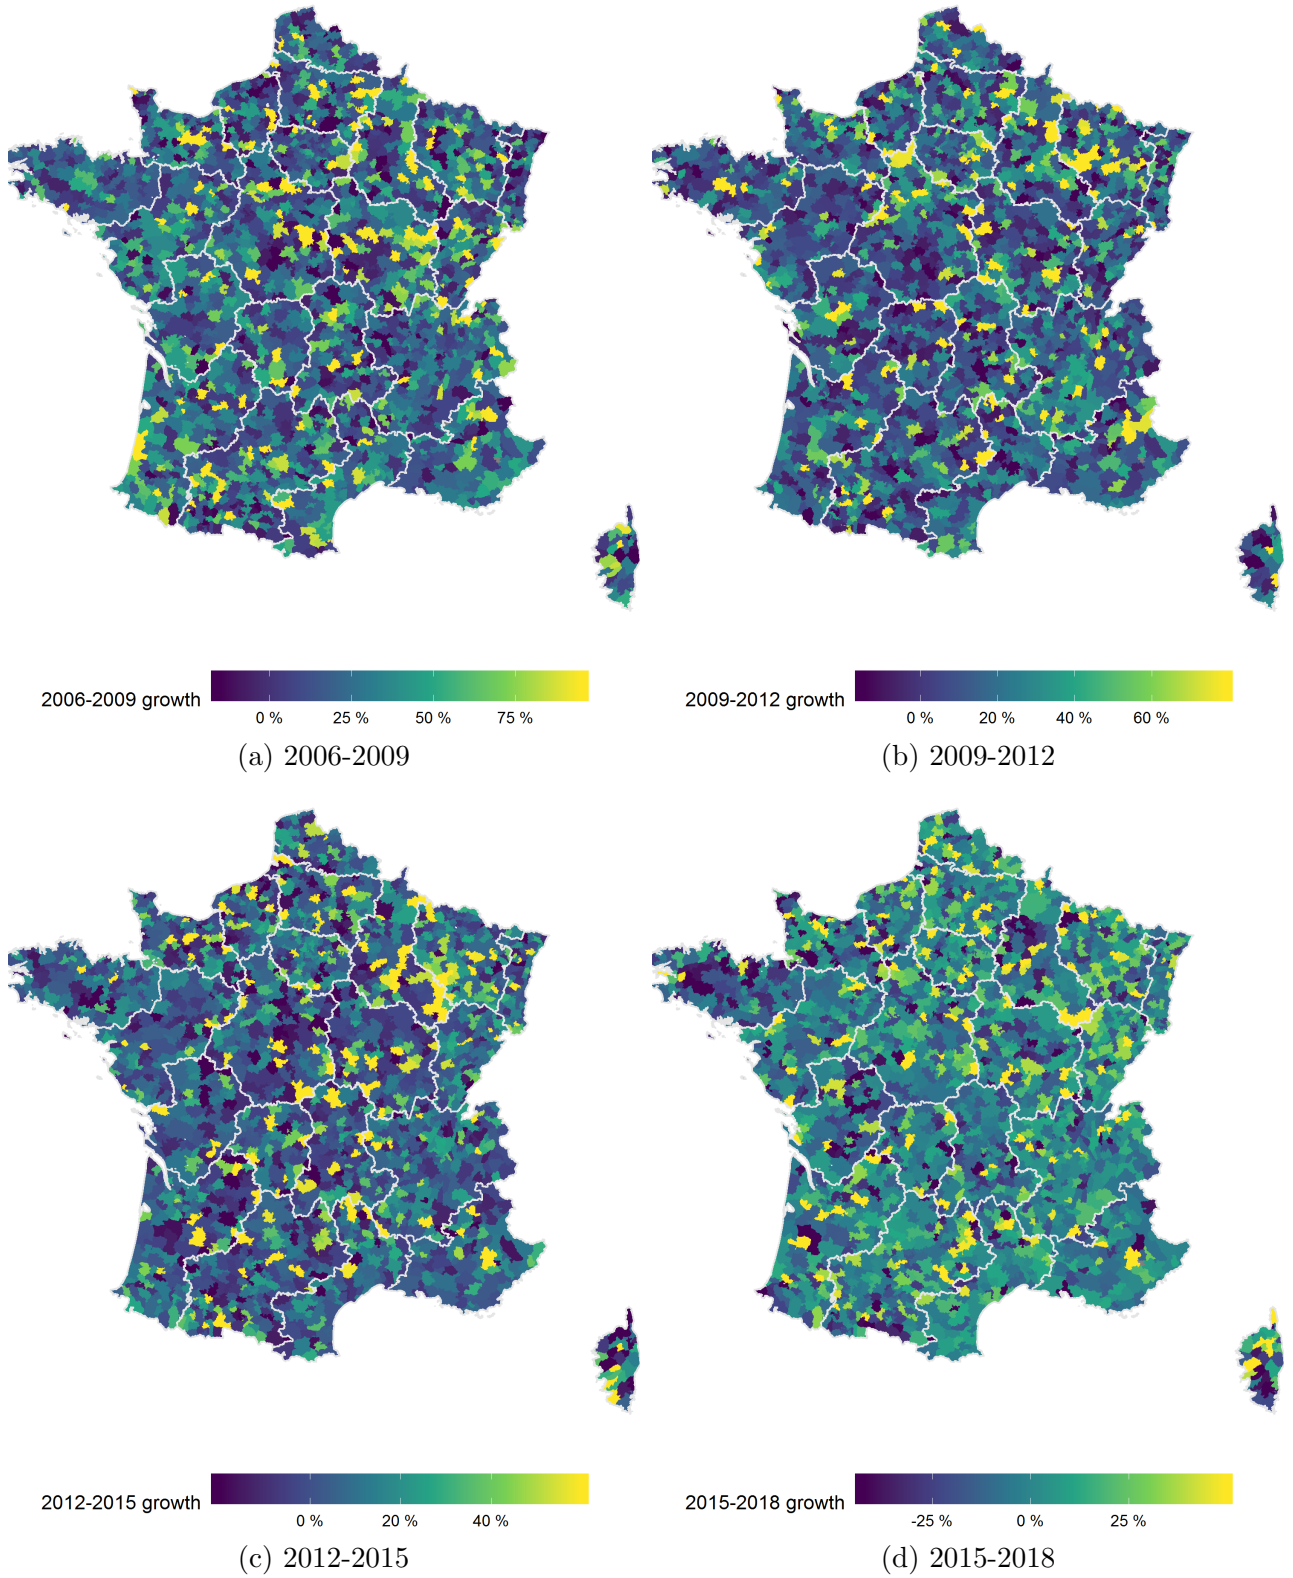 2006-2009 growth
0 % 25 % 50 % 75 %
(a) 2006-2009
2009-2012 growth
0 % 20 % 40 % 60 %
(b) 2009-2012
2012-2015 growth
0 % 20 % 40 %
(c) 2012-2015
2015-2018 growth
-25 % 0 % 25 %
(d) 2015-2018